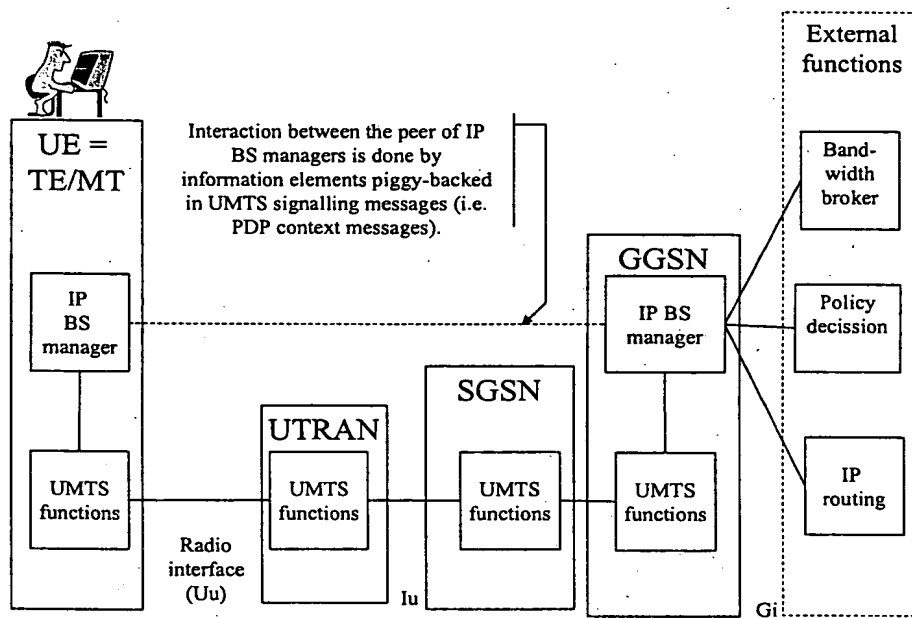 External
functions
UE =
TE/MT
Interaction between the peer of IP
BS managers is done by
information elements piggy-backed
in UMTS signalling messages (i.e.
PDP context messages).
Band-
width
broker
GGSN
IP
BS
manager
IP BS
manager
Policy
decission
SGSN
UTRAN
UMTS
functions
UMTS
functions
UMTS
functions
UMTS
functions
IP
routing
Radio
interface
(Uu)
Iu
Gi